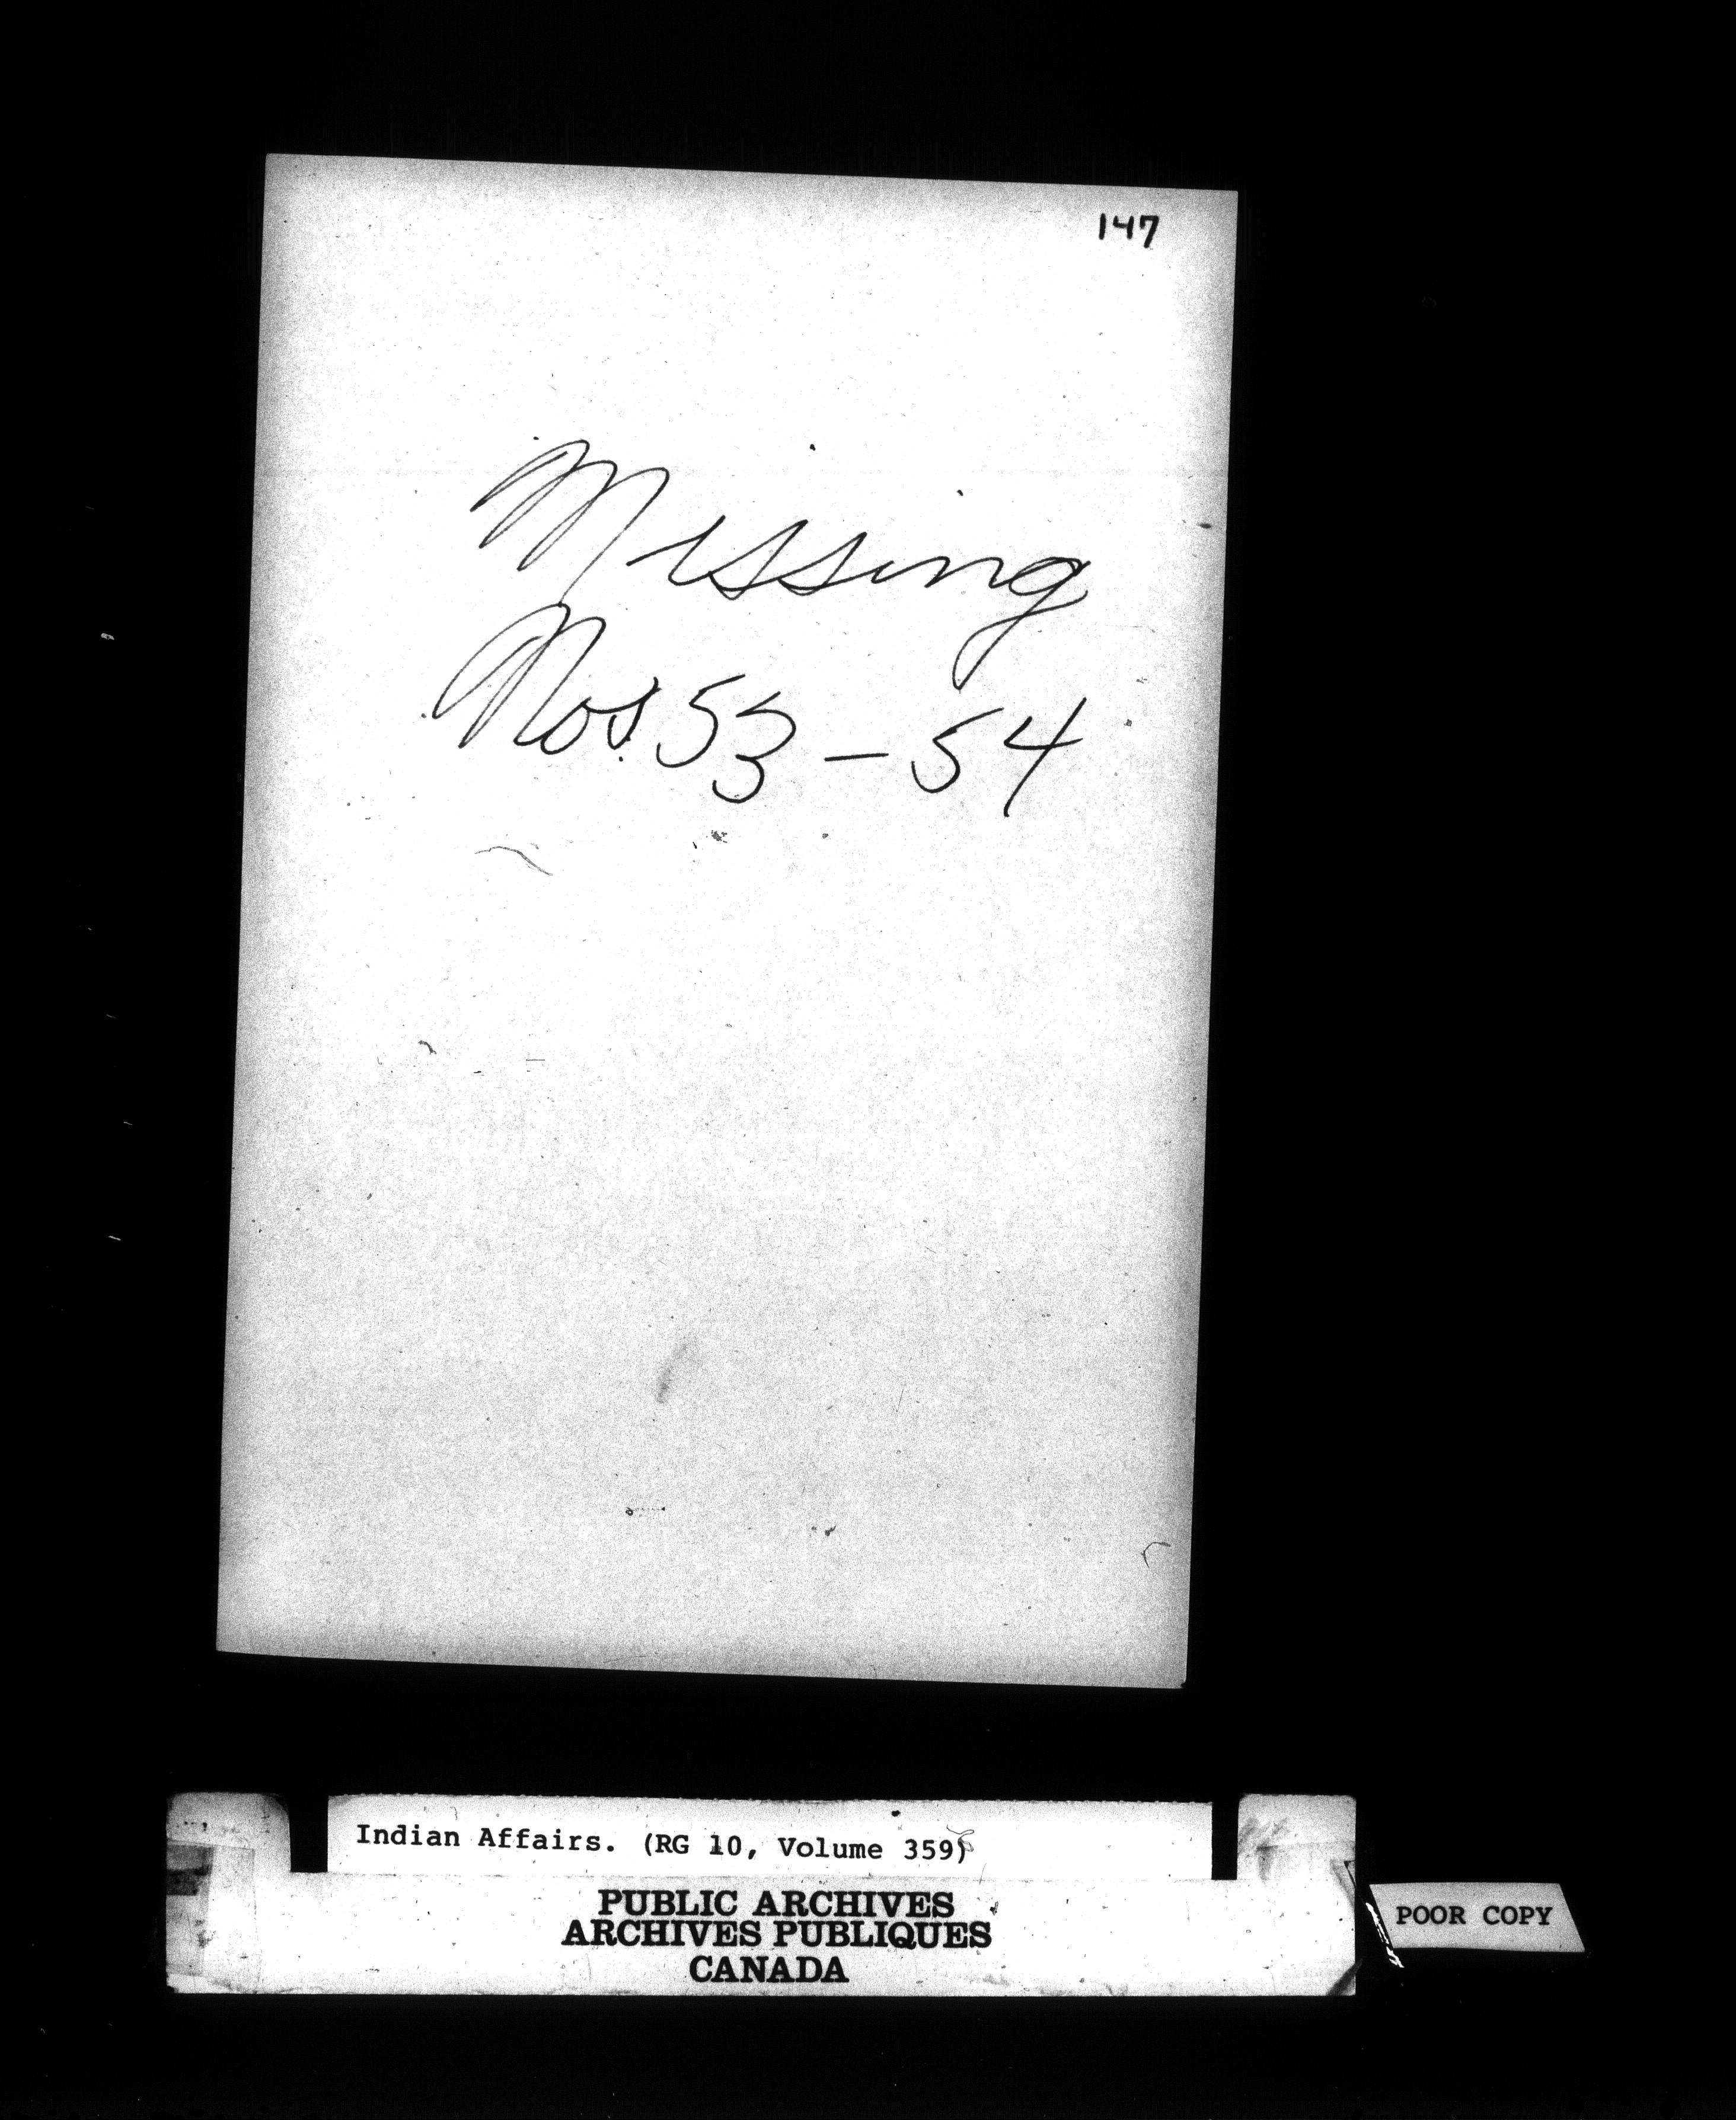 147
Missing
Nos 53 - 54
Indian Affairs. (RG 10, Volume 359)
PUBLIC ARCHIVES
ARCHIVES PUBLIQUES
CANADA
POOR COPY